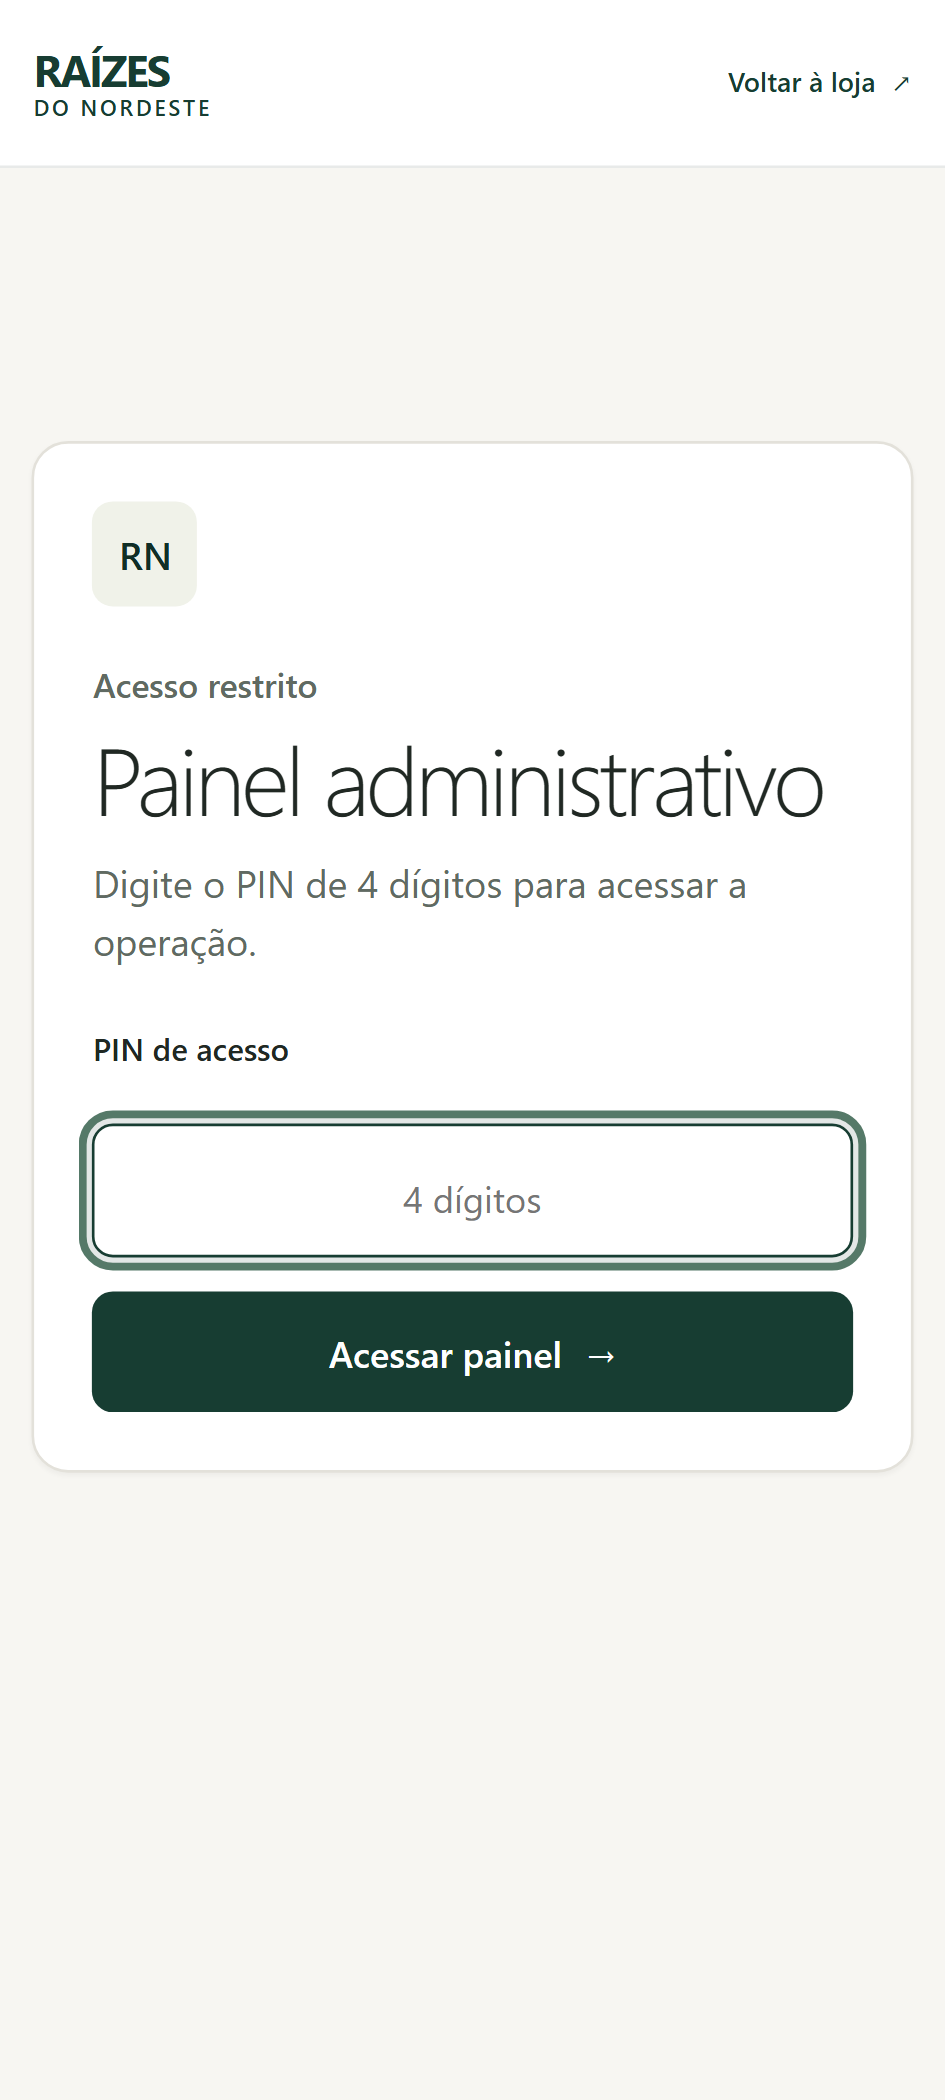 RAÍZES
DO NORDESTE
Voltar à loja ↗
RN
Acesso restrito
Painel administrativo
Digite o PIN de 4 dígitos para acessar a
operação.
PIN de acesso
4 dígitos
Acessar painel →